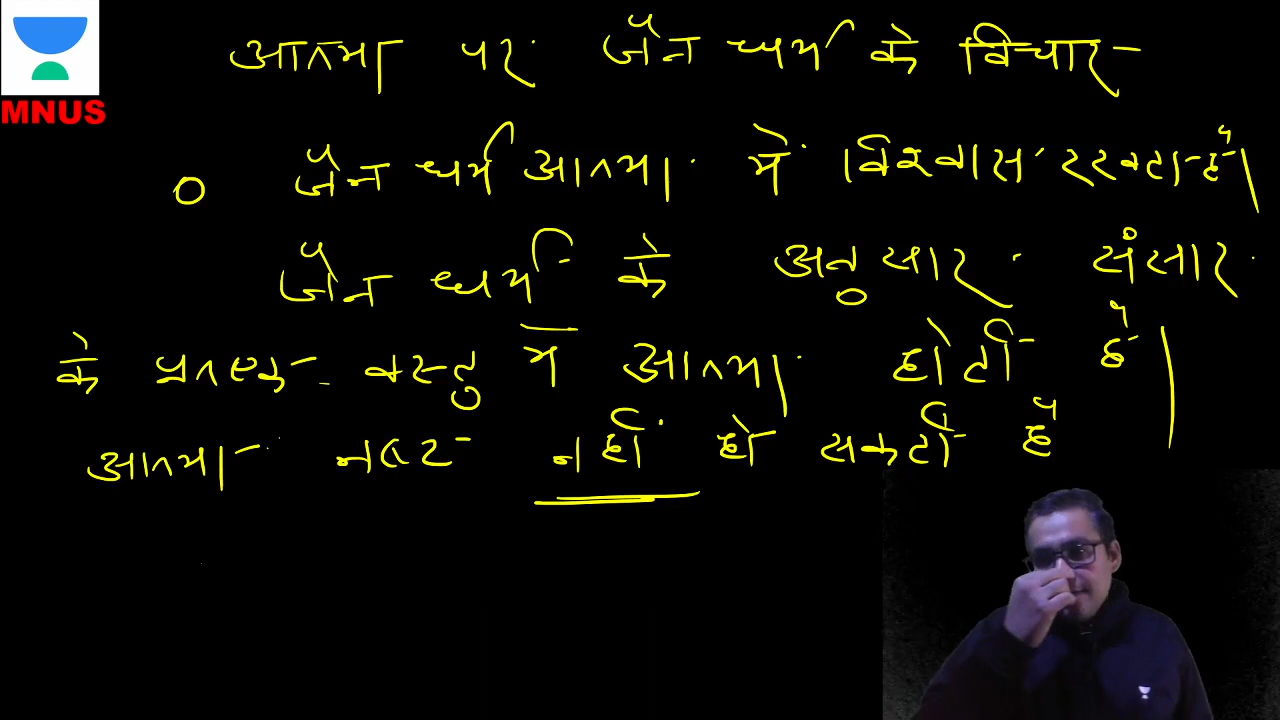 MNUS
आत्मा पर जैन धर्म के विचार-
० जैन धर्म आत्मा में विश्वास रखता है।
जैन धर्म के अनुसार संसार
के प्रत्येक वस्तु में आत्मा होती है।
आत्मा नष्ट नहीं हो सकती है